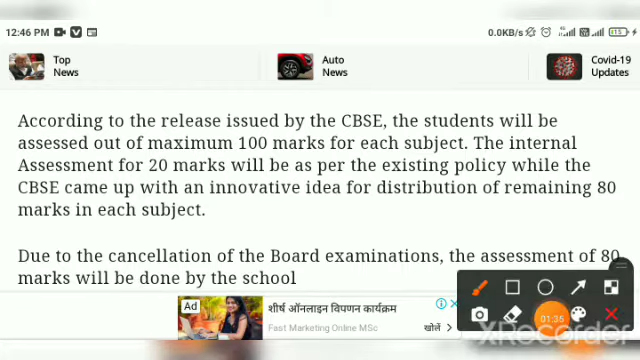 12:46 PM
0.0KB/s
Top
News
Auto
News
Covid-19
Updates
According to the release issued by the CBSE, the students will be
assessed out of maximum 100 marks for each subject. The internal
Assessment for 20 marks will be as per the existing policy while the
CBSE came up with an innovative idea for distribution of remaining 80
marks in each subject.
Due to the cancellation of the Board examinations, the assessment of 80
marks will be done by the school
Ad
शीर्ष ऑनलाइन विपणन कार्यक्रम
Fast Marketing Online MSc
खोलें
01:35
XRecorder